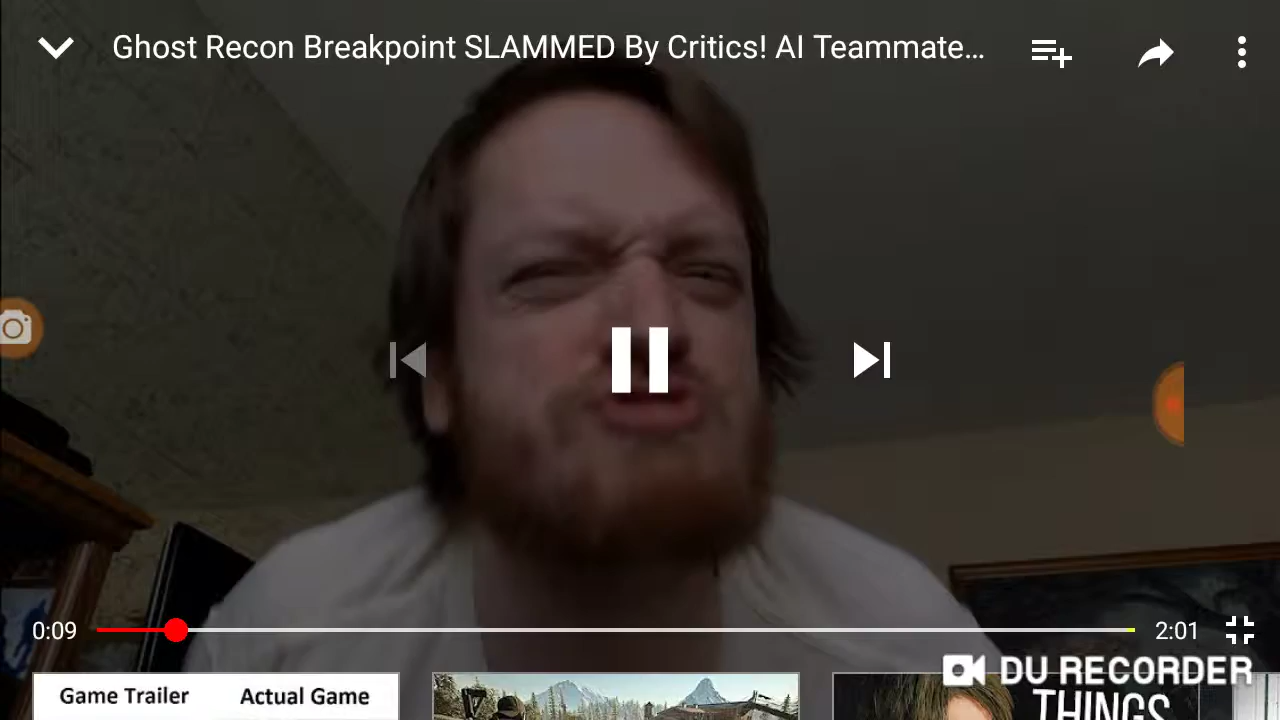 Ghost Recon Breakpoint SLAMMED By Critics! AI Teammate...
0:09
2:01
DU RECORDER
Game Trailer
Actual Game
THINGS